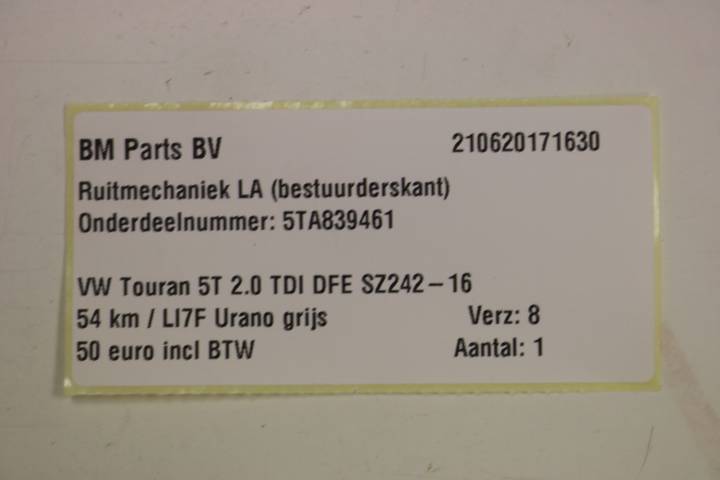 BM Parts BV 210620171630
Ruitmechaniek LA (bestuurderskant)
Onderdeelnummer: 5TA839461
VW Touran 5T 2.0 TDI DFE SZ242-16
54 km / LI7F Urano grijs Verz: 8
50 euro incl BTW Aantal: 1